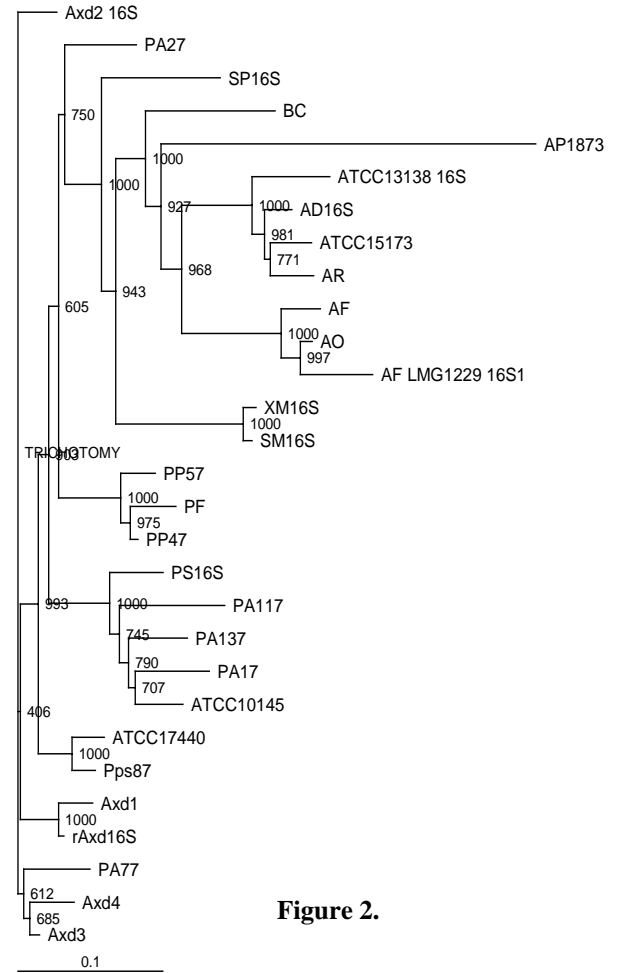 Axd2 16S
PA27
SP16S
750
BC
AP1873
1000
ATCC13138 16S
1000
1000
927
AD16S
981
ATCC15173
771
968
AR
943
605
AF
1000
AO
997
AF LMG1229 16S1
XM16S
1000
SM16S
TRICHOTOMY
903
PP57
1000
PF
975
PP47
PS16S
993
1000
PA117
745
PA137
790
PA17
707
ATCC10145
406
ATCC17440
1000
Pps87
Axd1
1000
rAxd16S
PA77
612
Axd4
685
Axd3
Figure 2.
0.1